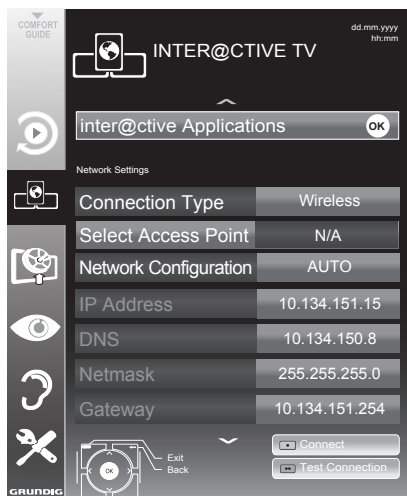 COMFORT
GUIDE
dd.mm.yyyy
hh:mm
INTER@CTIVE TV
inter@ctive Applications OK
Network Settings
Connection Type Wireless
Select Access Point N/A
Network Configuration AUTO
IP Address 10.134.151.15
DNS 10.134.150.8
Netmask 255.255.255.0
Gateway 10.134.151.254
OK
Exit
Back
Connect
Test Connection
GRUNDIG